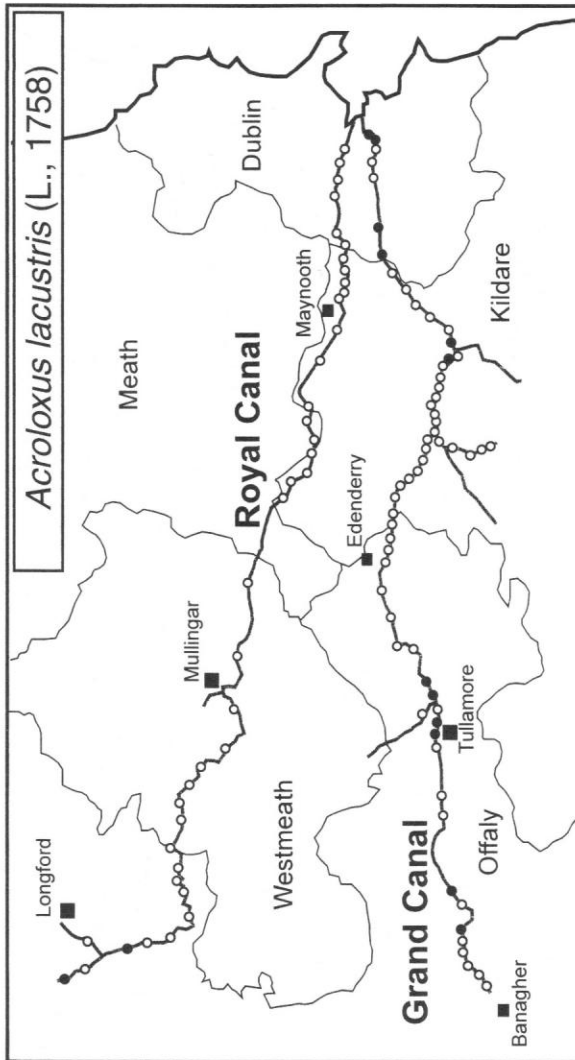 Acroloxus lacustris (L., 1758)
Longford
Mullingar
Meath
Royal Canal
Maynooth
Dublin
Westmeath
Edenderry
Grand Canal
Tullamore
Kildare
Offaly
Banagher